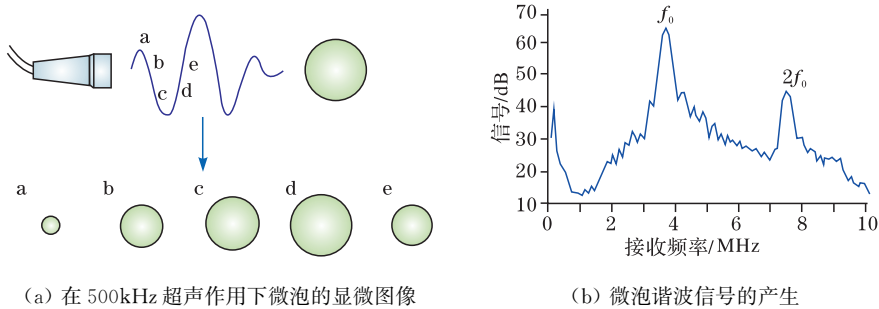 a
b
c
d
e
a
b
c
d
e
(a) 在 500kHz 超声作用下微泡的显微图像
信号/dB
70
60
50
40
30
20
10
f₀
2f₀
0
2
4
6
8
10
接收频率/MHz
(b) 微泡谐波信号的产生